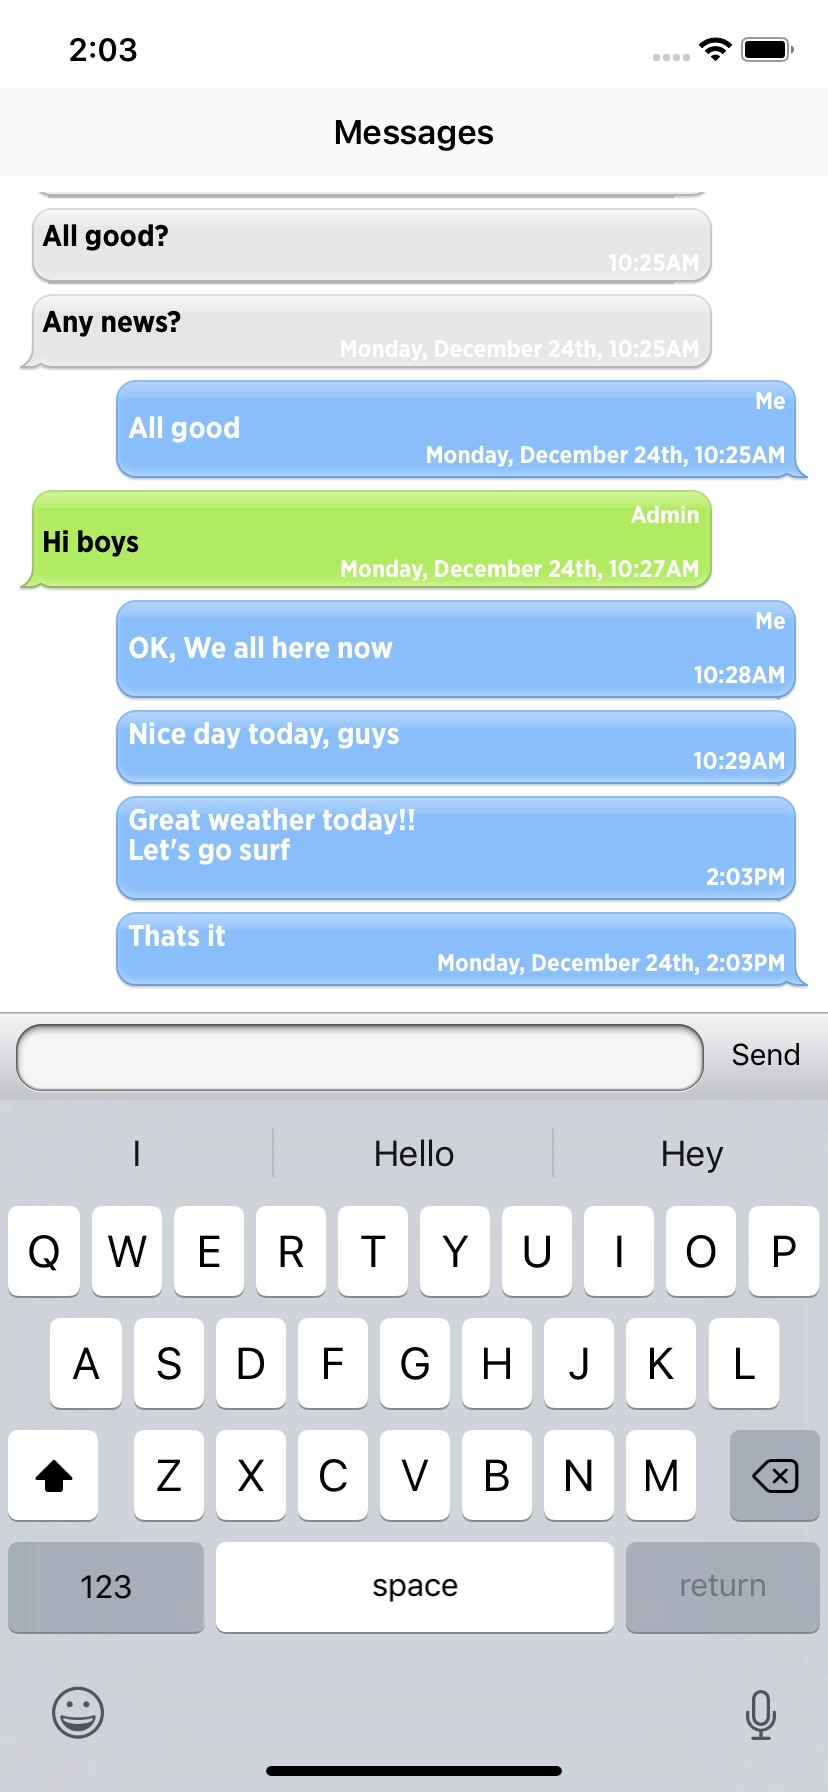 2:03
Messages
All good?
10:25AM
Any news?
Monday, December 24th, 10:25AM
Me
All good
Monday, December 24th, 10:25AM
Admin
Hi boys
Monday, December 24th, 10:27AM
Me
OK, We all here now
10:28AM
Nice day today, guys
10:29AM
Great weather today!!
Let's go surf
2:03PM
Thats it
Monday, December 24th, 2:03PM
Send
I Hello Hey
Q W E R T Y U I O P
A S D F G H J K L
Z X C V B N M
123 space return